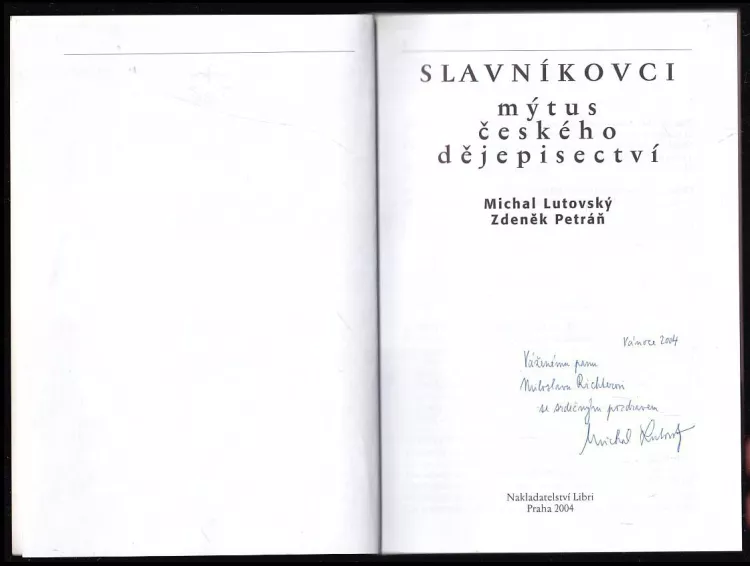 SLAVNÍKOVCI
mýtus
českého
dějepisectví
Michal Lutovský
Zdeněk Petráň
Vánoce 2004
Váženému panu
Miloslavu Richterovi
se srdečným pozdravem
Michal Lutovský
Nakladatelství Libri
Praha 2004